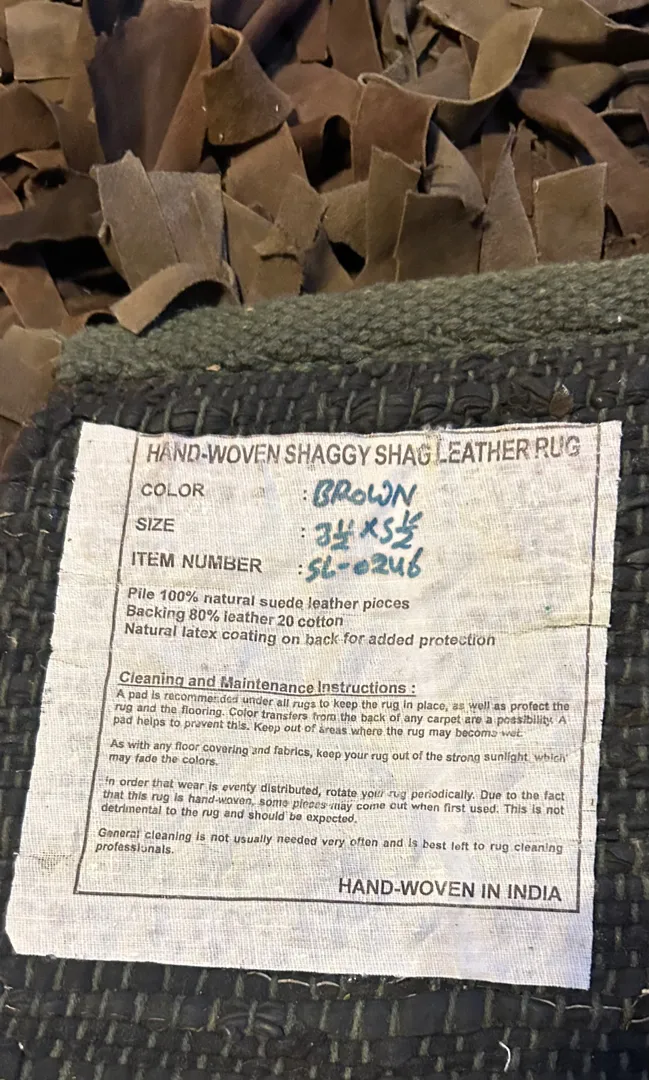 HAND-WOVEN SHAGGY SHAG LEATHER RUG
COLOR : BROWN
SIZE : 3½ X 5½
ITEM NUMBER : SL-0246
Pile 100% natural suede leather pieces
Backing 80% leather 20 cotton
Natural latex coating on back for added protection
Cleaning and Maintenance Instructions :
A pad is recommended under all rugs to keep the rug in place, as well as protect the
rug and the flooring. Color transfers from the back of any carpet are a possibility. A
pad helps to prevent this. Keep out of areas where the rug may become wet.
As with any floor covering and fabrics, keep your rug out of the strong sunlight which
may fade the colors.
In order that wear is eventy distributed, rotate your rug periodically. Due to the fact
that this rug is hand-woven, some pieces may come out when first used. This is not
detrimental to the rug and should be expected.
General cleaning is not usually needed very often and is best left to rug cleaning
professionals.
HAND-WOVEN IN INDIA